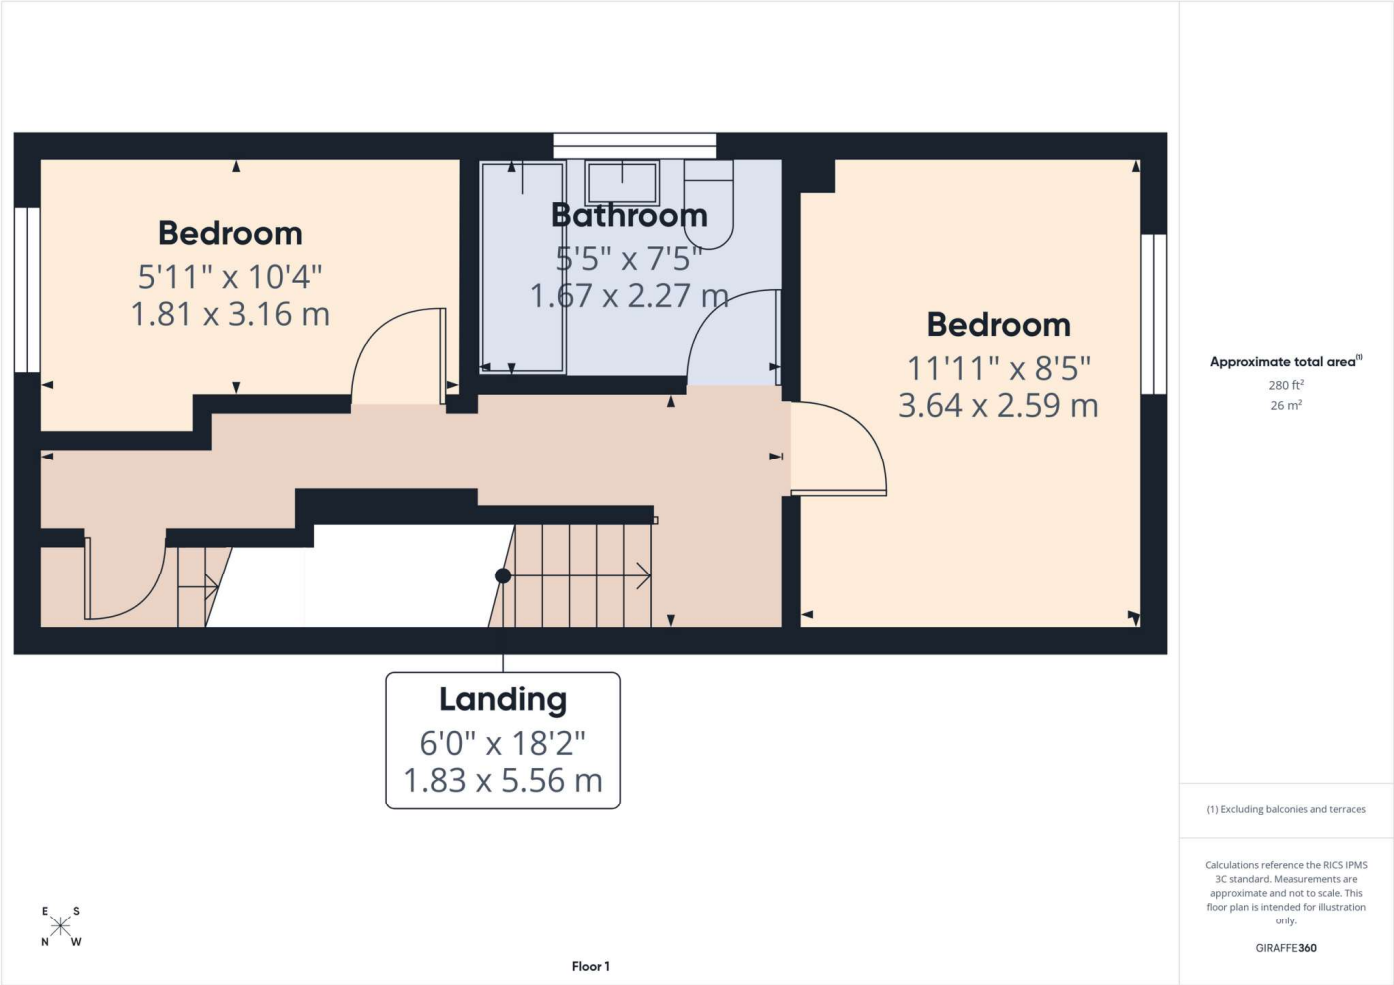 Bedroom
5'11" x 10'4"
1.81 x 3.16 m
Bathroom
5'5" x 7'5"
1.67 x 2.27 m
Bedroom
11'11" x 8'5"
3.64 x 2.59 m
Landing
6'0" x 18'2"
1.83 x 5.56 m
E S
N W
Floor 1
Approximate total area(1)
280 ft²
26 m²
(1) Excluding balconies and terraces
Calculations reference the RICS IPMS
3C standard. Measurements are
approximate and not to scale. This
floor plan is intended for illustration
only.
GIRAFFE360